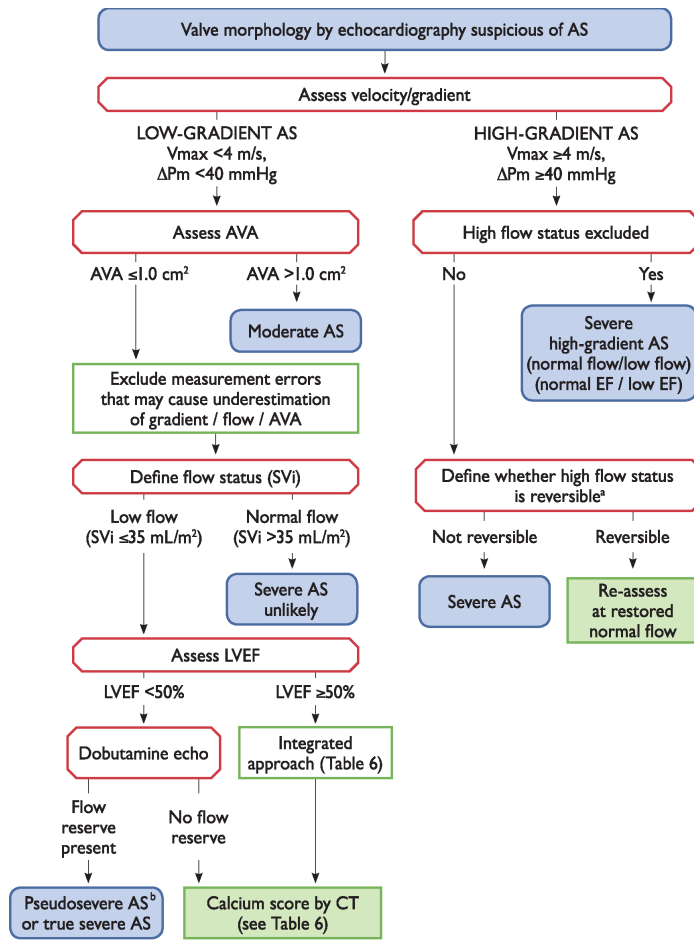 Valve morphology by echocardiography suspicious of AS
Assess velocity/gradient
LOW-GRADIENT AS
Vmax <4 m/s,
ΔPm <40 mmHg
HIGH-GRADIENT AS
Vmax ≥4 m/s,
ΔPm ≥40 mmHg
Assess AVA
High flow status excluded
AVA ≤1.0 cm²
AVA >1.0 cm²
No
Yes
Moderate AS
Severe
high-gradient AS
(normal flow/low flow)
(normal EF / low EF)
Exclude measurement errors
that may cause underestimation
of gradient / flow / AVA
Define flow status (SVi)
Define whether high flow status
is reversibleᵃ
Low flow
(SVi ≤35 mL/m²)
Normal flow
(SVi >35 mL/m²)
Not reversible
Reversible
Severe AS
unlikely
Severe AS
Re-assess
at restored
normal flow
Assess LVEF
LVEF <50%
LVEF ≥50%
Dobutamine echo
Integrated
approach (Table 6)
Flow
reserve
present
No flow
reserve
Pseudosevere ASᵇ
or true severe AS
Calcium score by CT
(see Table 6)